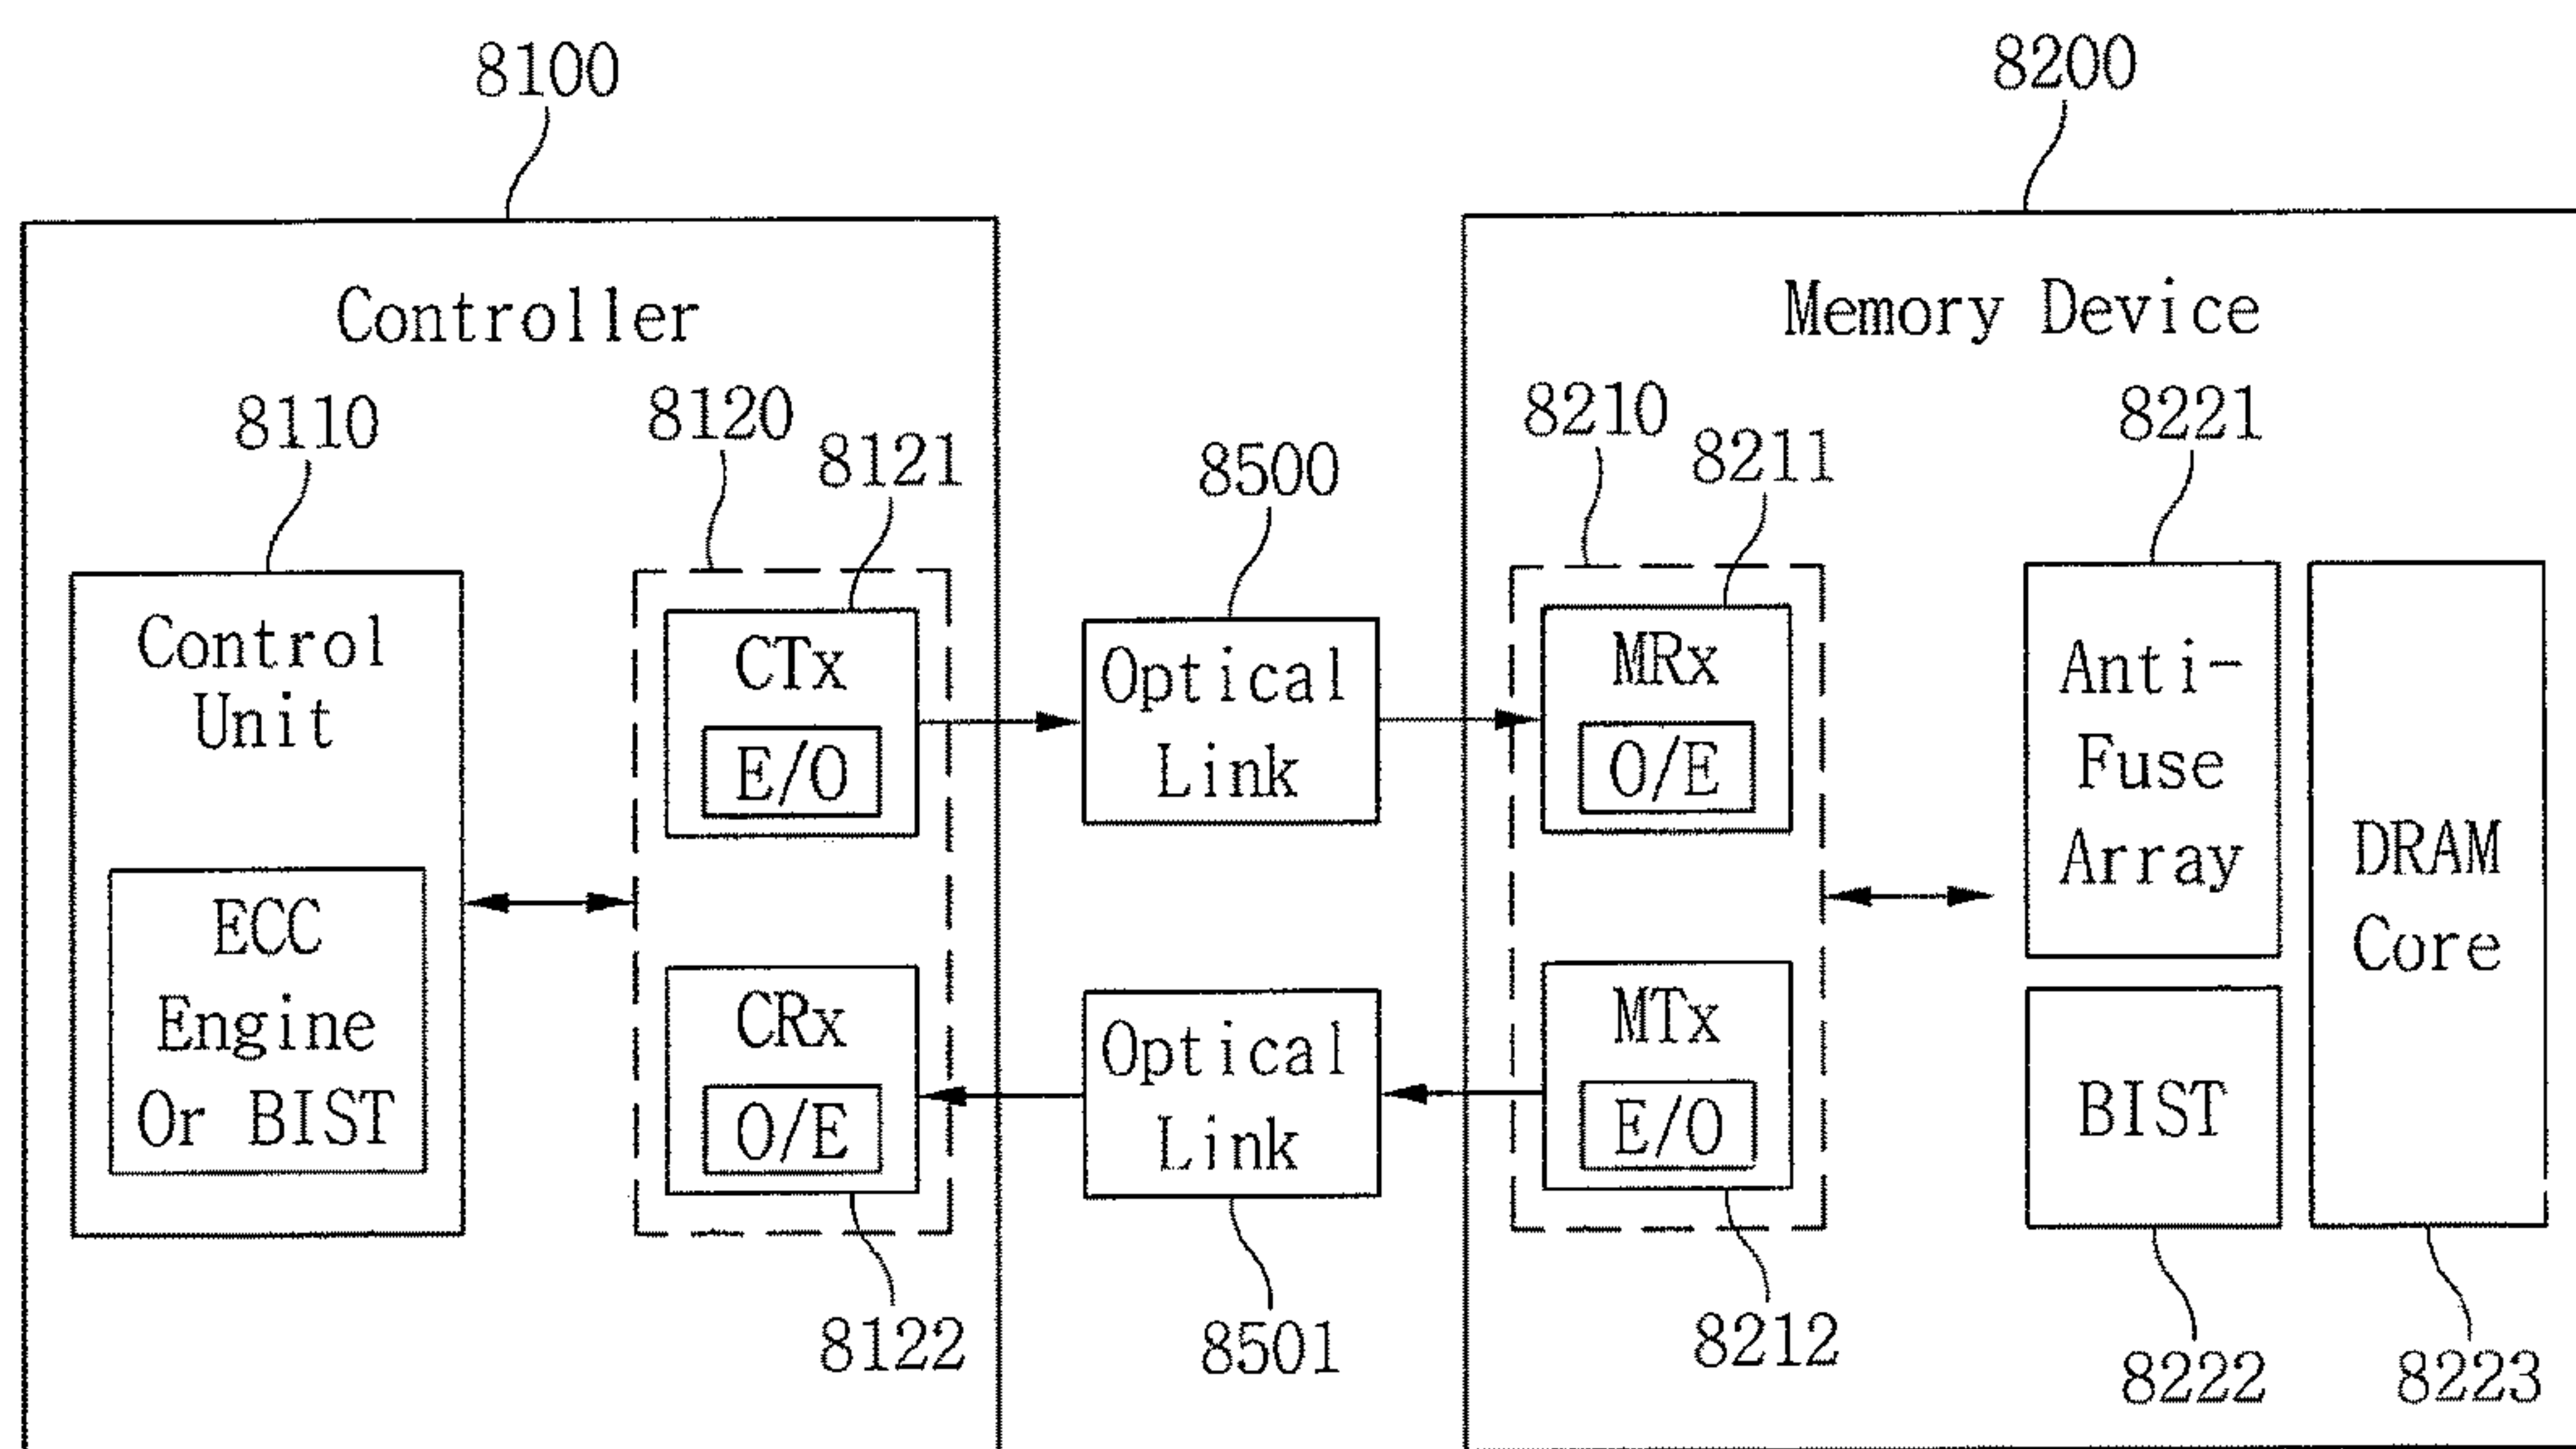 8100
8200
Controller
Memory Device
8110
8120
8121
8500
8210
8211
8221
Control
Unit
ECC
Engine
Or BIST
CTx
E/O
CRx
O/E
Optical
Link
Optical
Link
MRx
O/E
MTx
E/O
Anti-
Fuse
Array
BIST
DRAM
Core
8122
8501
8212
8222
8223